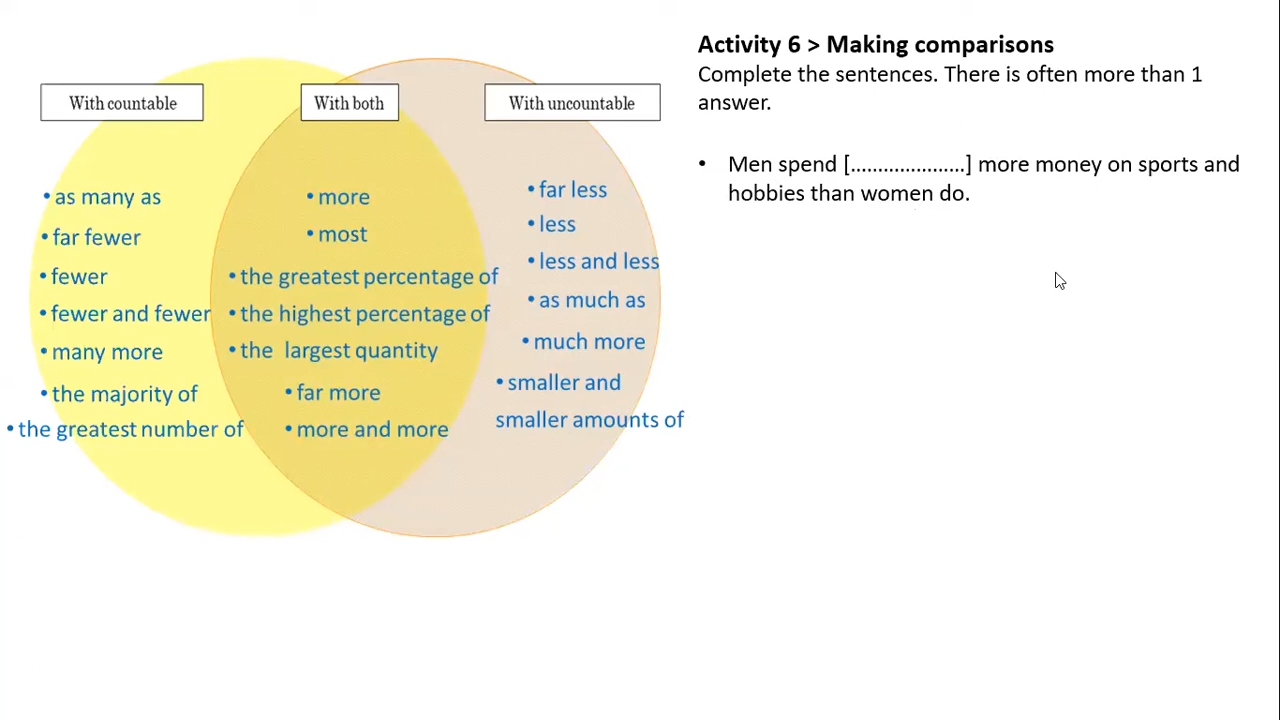 With countable
With both
With uncountable
• as many as
• far fewer
• fewer
• fewer and fewer
• many more
• the majority of
• the greatest number of
• more
• most
• the greatest percentage of
• the highest percentage of
• the largest quantity
• far more
• more and more
• far less
• less
• less and less
• as much as
• much more
• smaller and
smaller amounts of
Activity 6 > Making comparisons
Complete the sentences. There is often more than 1
answer.
• Men spend [....................] more money on sports and
hobbies than women do.